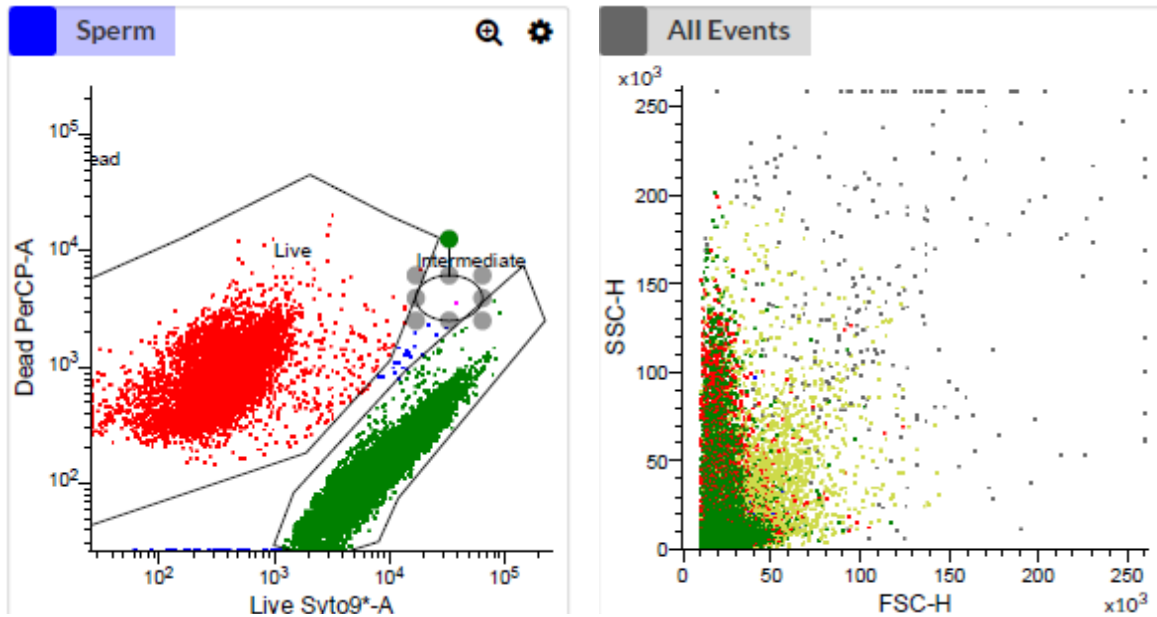 Sperm
10⁵
ead
10⁴
Live
Intermediate
Dead PerCP-A
10³
10²
10² 10³ 10⁴ 10⁵
Live Syto9*-A
All Events
x10³
250
200
150
SSC-H
100
50
0
0 50 100 150 200 250
FSC-H
x10³